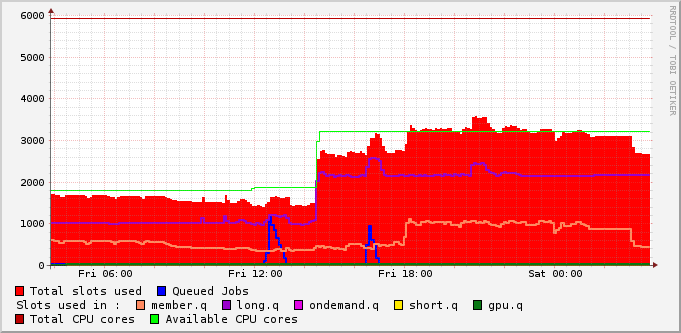 6000
5000
4000
3000
2000
1000
0
Fri 06:00 Fri 12:00 Fri 18:00 Sat 00:00
RRDTOOL / TOBI OETIKER
Total slots used Queued Jobs
Slots used in : member.q long.q ondemand.q short.q gpu.q
Total CPU cores Available CPU cores